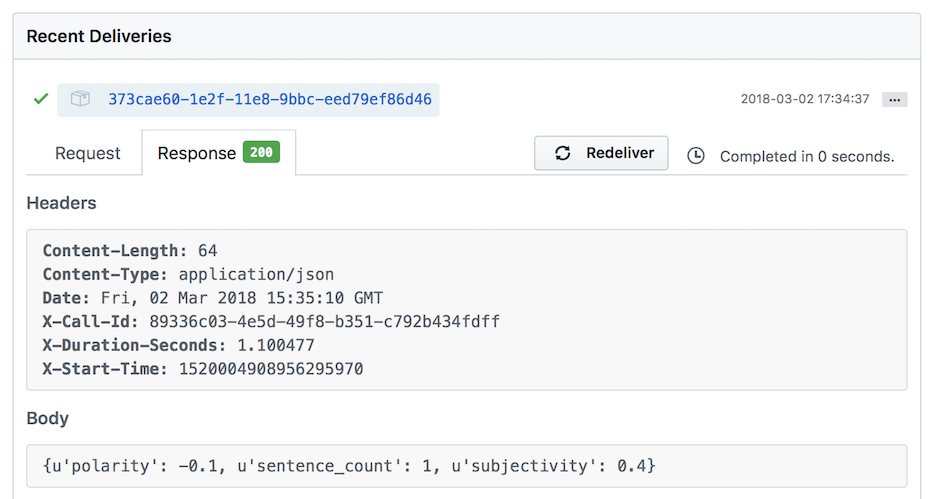 Recent Deliveries
373cae60-1e2f-11e8-9bbc-eed79ef86d46 2018-03-02 17:34:37 ...
Request Response 200 Redeliver Completed in 0 seconds.
Headers
Content-Length: 64
Content-Type: application/json
Date: Fri, 02 Mar 2018 15:35:10 GMT
X-Call-Id: 89336c03-4e5d-49f8-b351-c792b434fdff
X-Duration-Seconds: 1.100477
X-Start-Time: 1520004908956295970
Body
{u'polarity': -0.1, u'sentence_count': 1, u'subjectivity': 0.4}